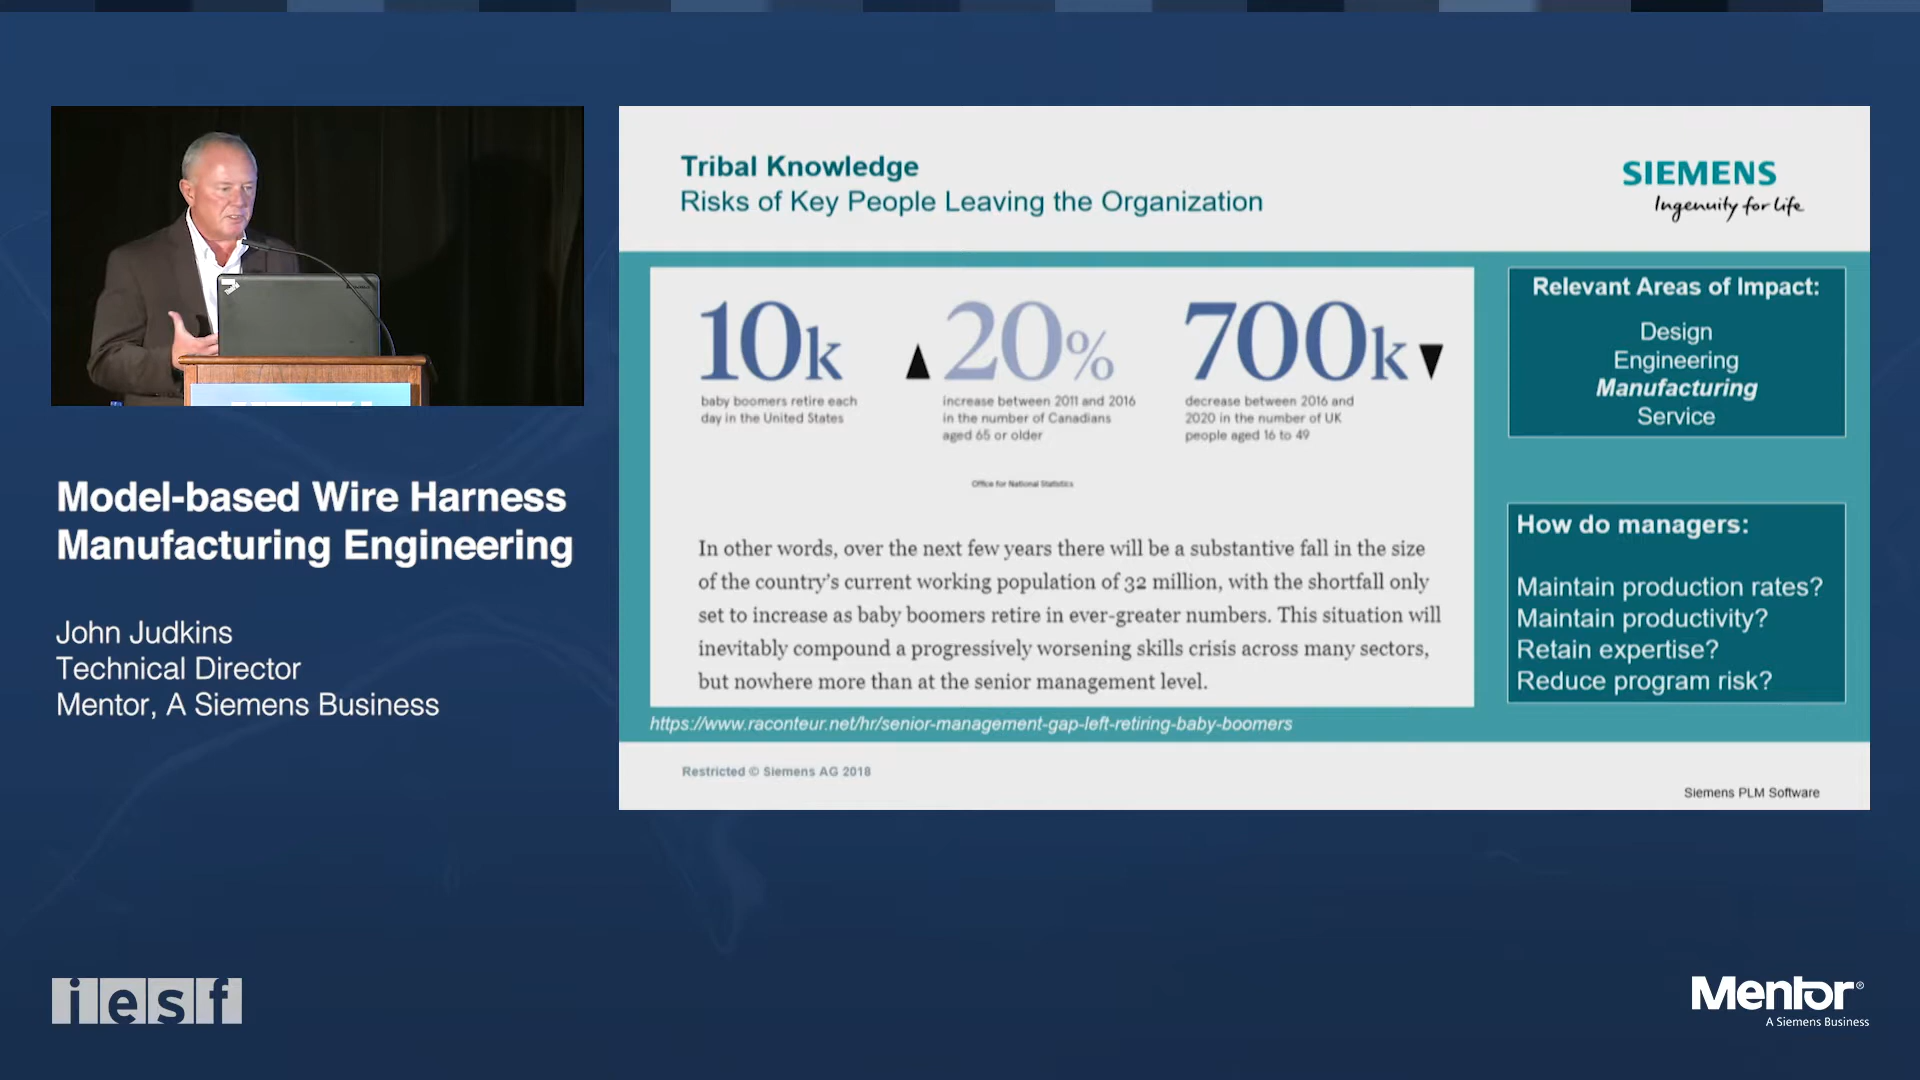 Model-based Wire Harness
Manufacturing Engineering
John Judkins
Technical Director
Mentor, A Siemens Business
iesf
Tribal Knowledge
Risks of Key People Leaving the Organization
SIEMENS
Ingenuity for life
10k
baby boomers retire each
day in the United States
▲ 20%
increase between 2011 and 2016
in the number of Canadians
aged 65 or older
700k ▼
decrease between 2016 and
2020 in the number of UK
people aged 16 to 49
Office for National Statistics
In other words, over the next few years there will be a substantive fall in the size
of the country's current working population of 32 million, with the shortfall only
set to increase as baby boomers retire in ever-greater numbers. This situation will
inevitably compound a progressively worsening skills crisis across many sectors,
but nowhere more than at the senior management level.
https://www.raconteur.net/hr/senior-management-gap-left-retiring-baby-boomers
Relevant Areas of Impact:
Design
Engineering
Manufacturing
Service
How do managers:
Maintain production rates?
Maintain productivity?
Retain expertise?
Reduce program risk?
Restricted © Siemens AG 2018
Siemens PLM Software
Mentor®
A Siemens Business